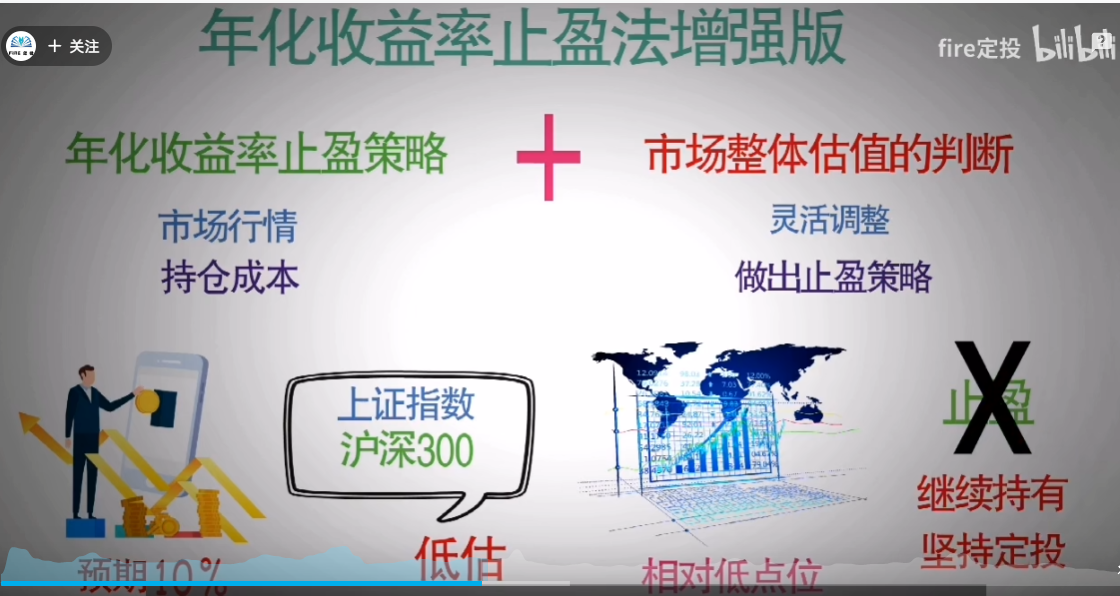 年化收益率止盈法增强版
FIRE定投
+ 关注
fire定投 bilibili
年化收益率止盈策略
+
市场整体估值的判断
市场行情
持仓成本
灵活调整
做出止盈策略
上证指数
沪深300
止盈
X
继续持有
坚持定投
低估
预期10%
相对低点位